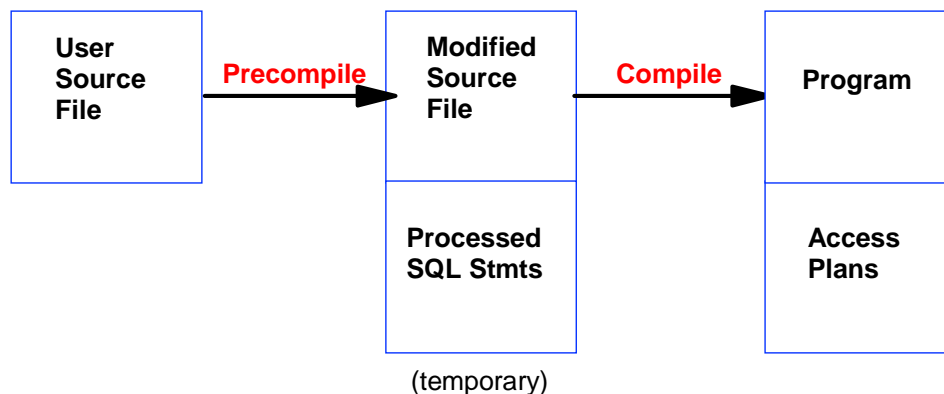 User
Source
File
Precompile
Modified
Source
File
Compile
Program
Processed
SQL Stmts
Access
Plans
(temporary)